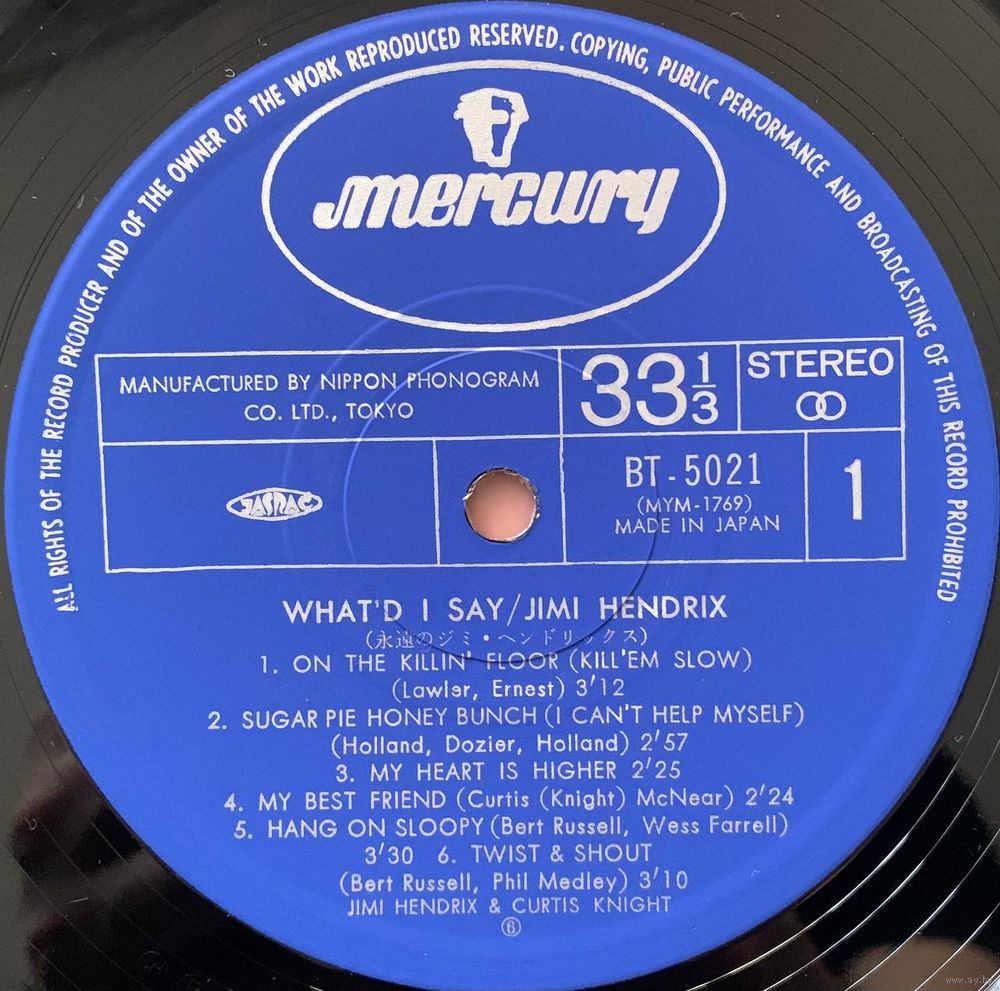 ALL RIGHTS OF THE RECORD PRODUCER AND OF THE OWNER OF THE WORK REPRODUCED RESERVED. COPYING, PUBLIC PERFORMANCE AND BROADCASTING OF THIS RECORD PROHIBITED
mercury
MANUFACTURED BY NIPPON PHONOGRAM
CO. LTD., TOKYO
33 1/3
STEREO
JASRAC
BT-5021
(MYM-1769)
MADE IN JAPAN
1
WHAT'D I SAY/JIMI HENDRIX
(永遠のジミ・ヘンドリックス)
1. ON THE KILLIN' FLOOR (KILL'EM SLOW)
(Lawler, Ernest) 3'12
2. SUGAR PIE HONEY BUNCH (I CAN'T HELP MYSELF)
(Holland, Dozier, Holland) 2'57
3. MY HEART IS HIGHER 2'25
4. MY BEST FRIEND (Curtis (Knight) McNear) 2'24
5. HANG ON SLOOPY (Bert Russell, Wess Farrell)
3'30 6. TWIST & SHOUT
(Bert Russell, Phil Medley) 3'10
JIMI HENDRIX & CURTIS KNIGHT
⑥